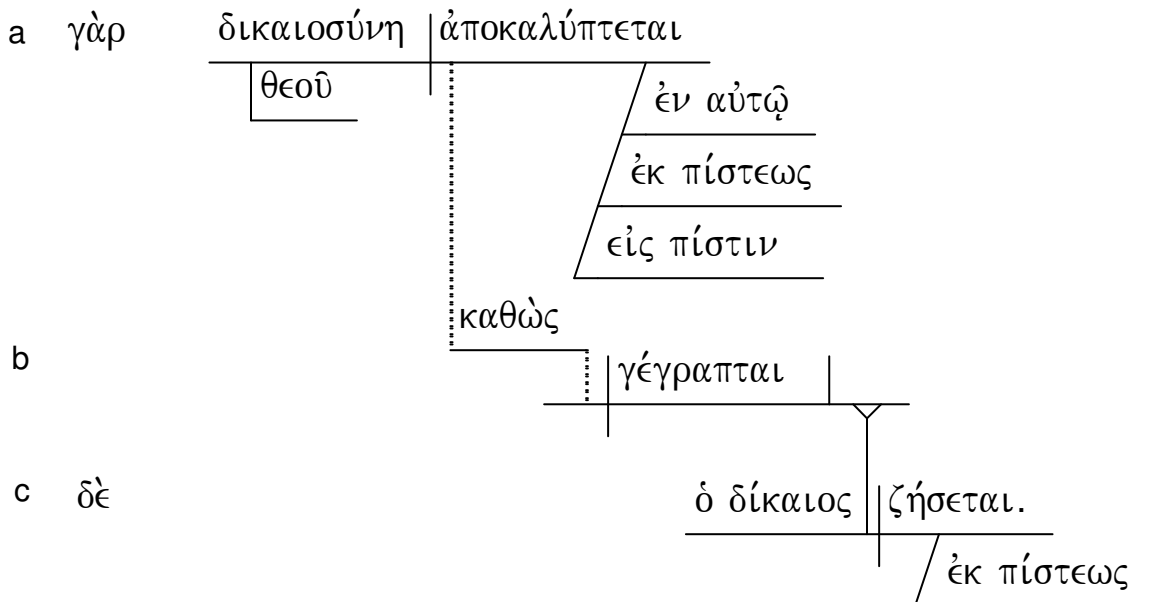 a γὰρ δικαιοσύνη ἀποκαλύπτεται
θεοῦ
ἐν αὐτῷ
ἐκ πίστεως
εἰς πίστιν
καθὼς
b γέγραπται
c δὲ ὁ δίκαιος ζήσεται.
ἐκ πίστεως